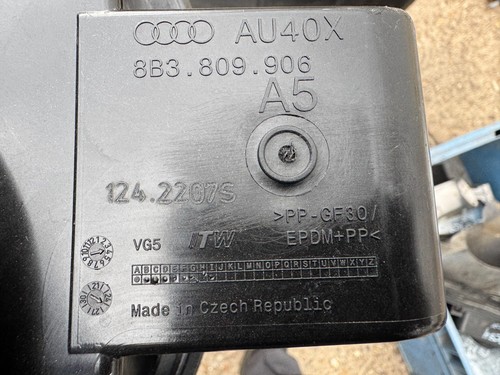 AU40X
8B3.809.906
A5
124.2207S
>PP-GF30/
EPDM+PP<
VG5
ITW
ABCDEFGHIJKLMNOPQRSTUVWXYZ
Made in Czech Republic